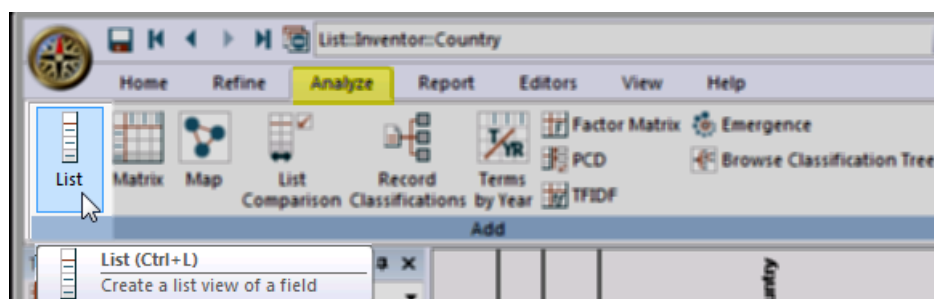 List::Inventor::Country
Home Refine Analyze Report Editors View Help
List Matrix Map List Comparison Record Classifications Terms by Year Factor Matrix Emergence
PCD Browse Classification Tree
TFIDF
Add
List (Ctrl+L)
Create a list view of a field